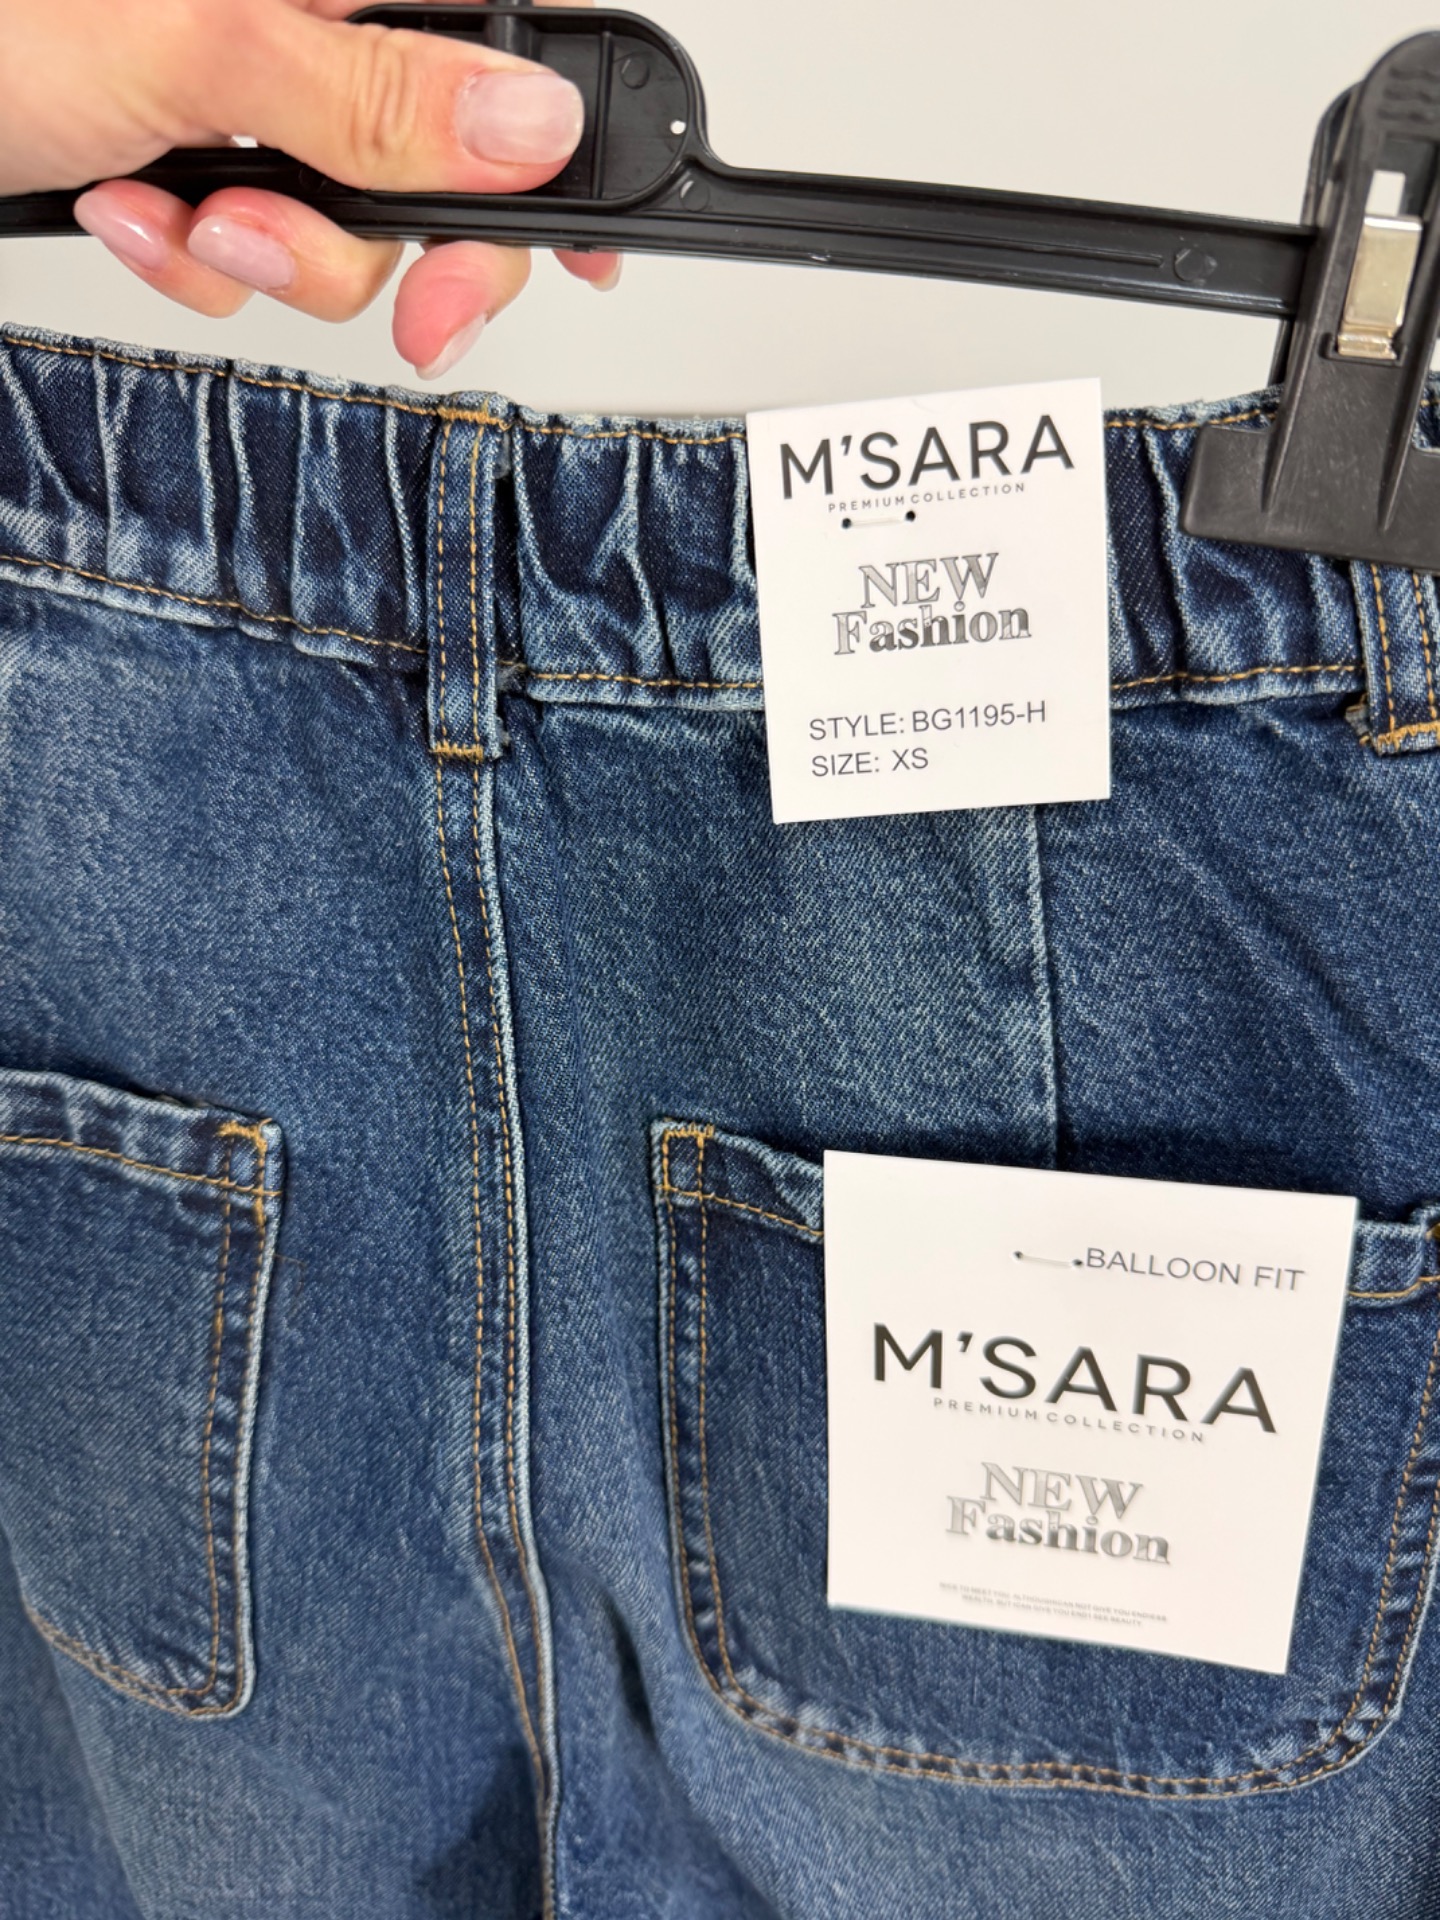 M'SARA
PREMIUM COLLECTION
NEW
Fashion
STYLE: BG1195-H
SIZE: XS
BALLOON FIT
M'SARA
PREMIUM COLLECTION
NEW
Fashion